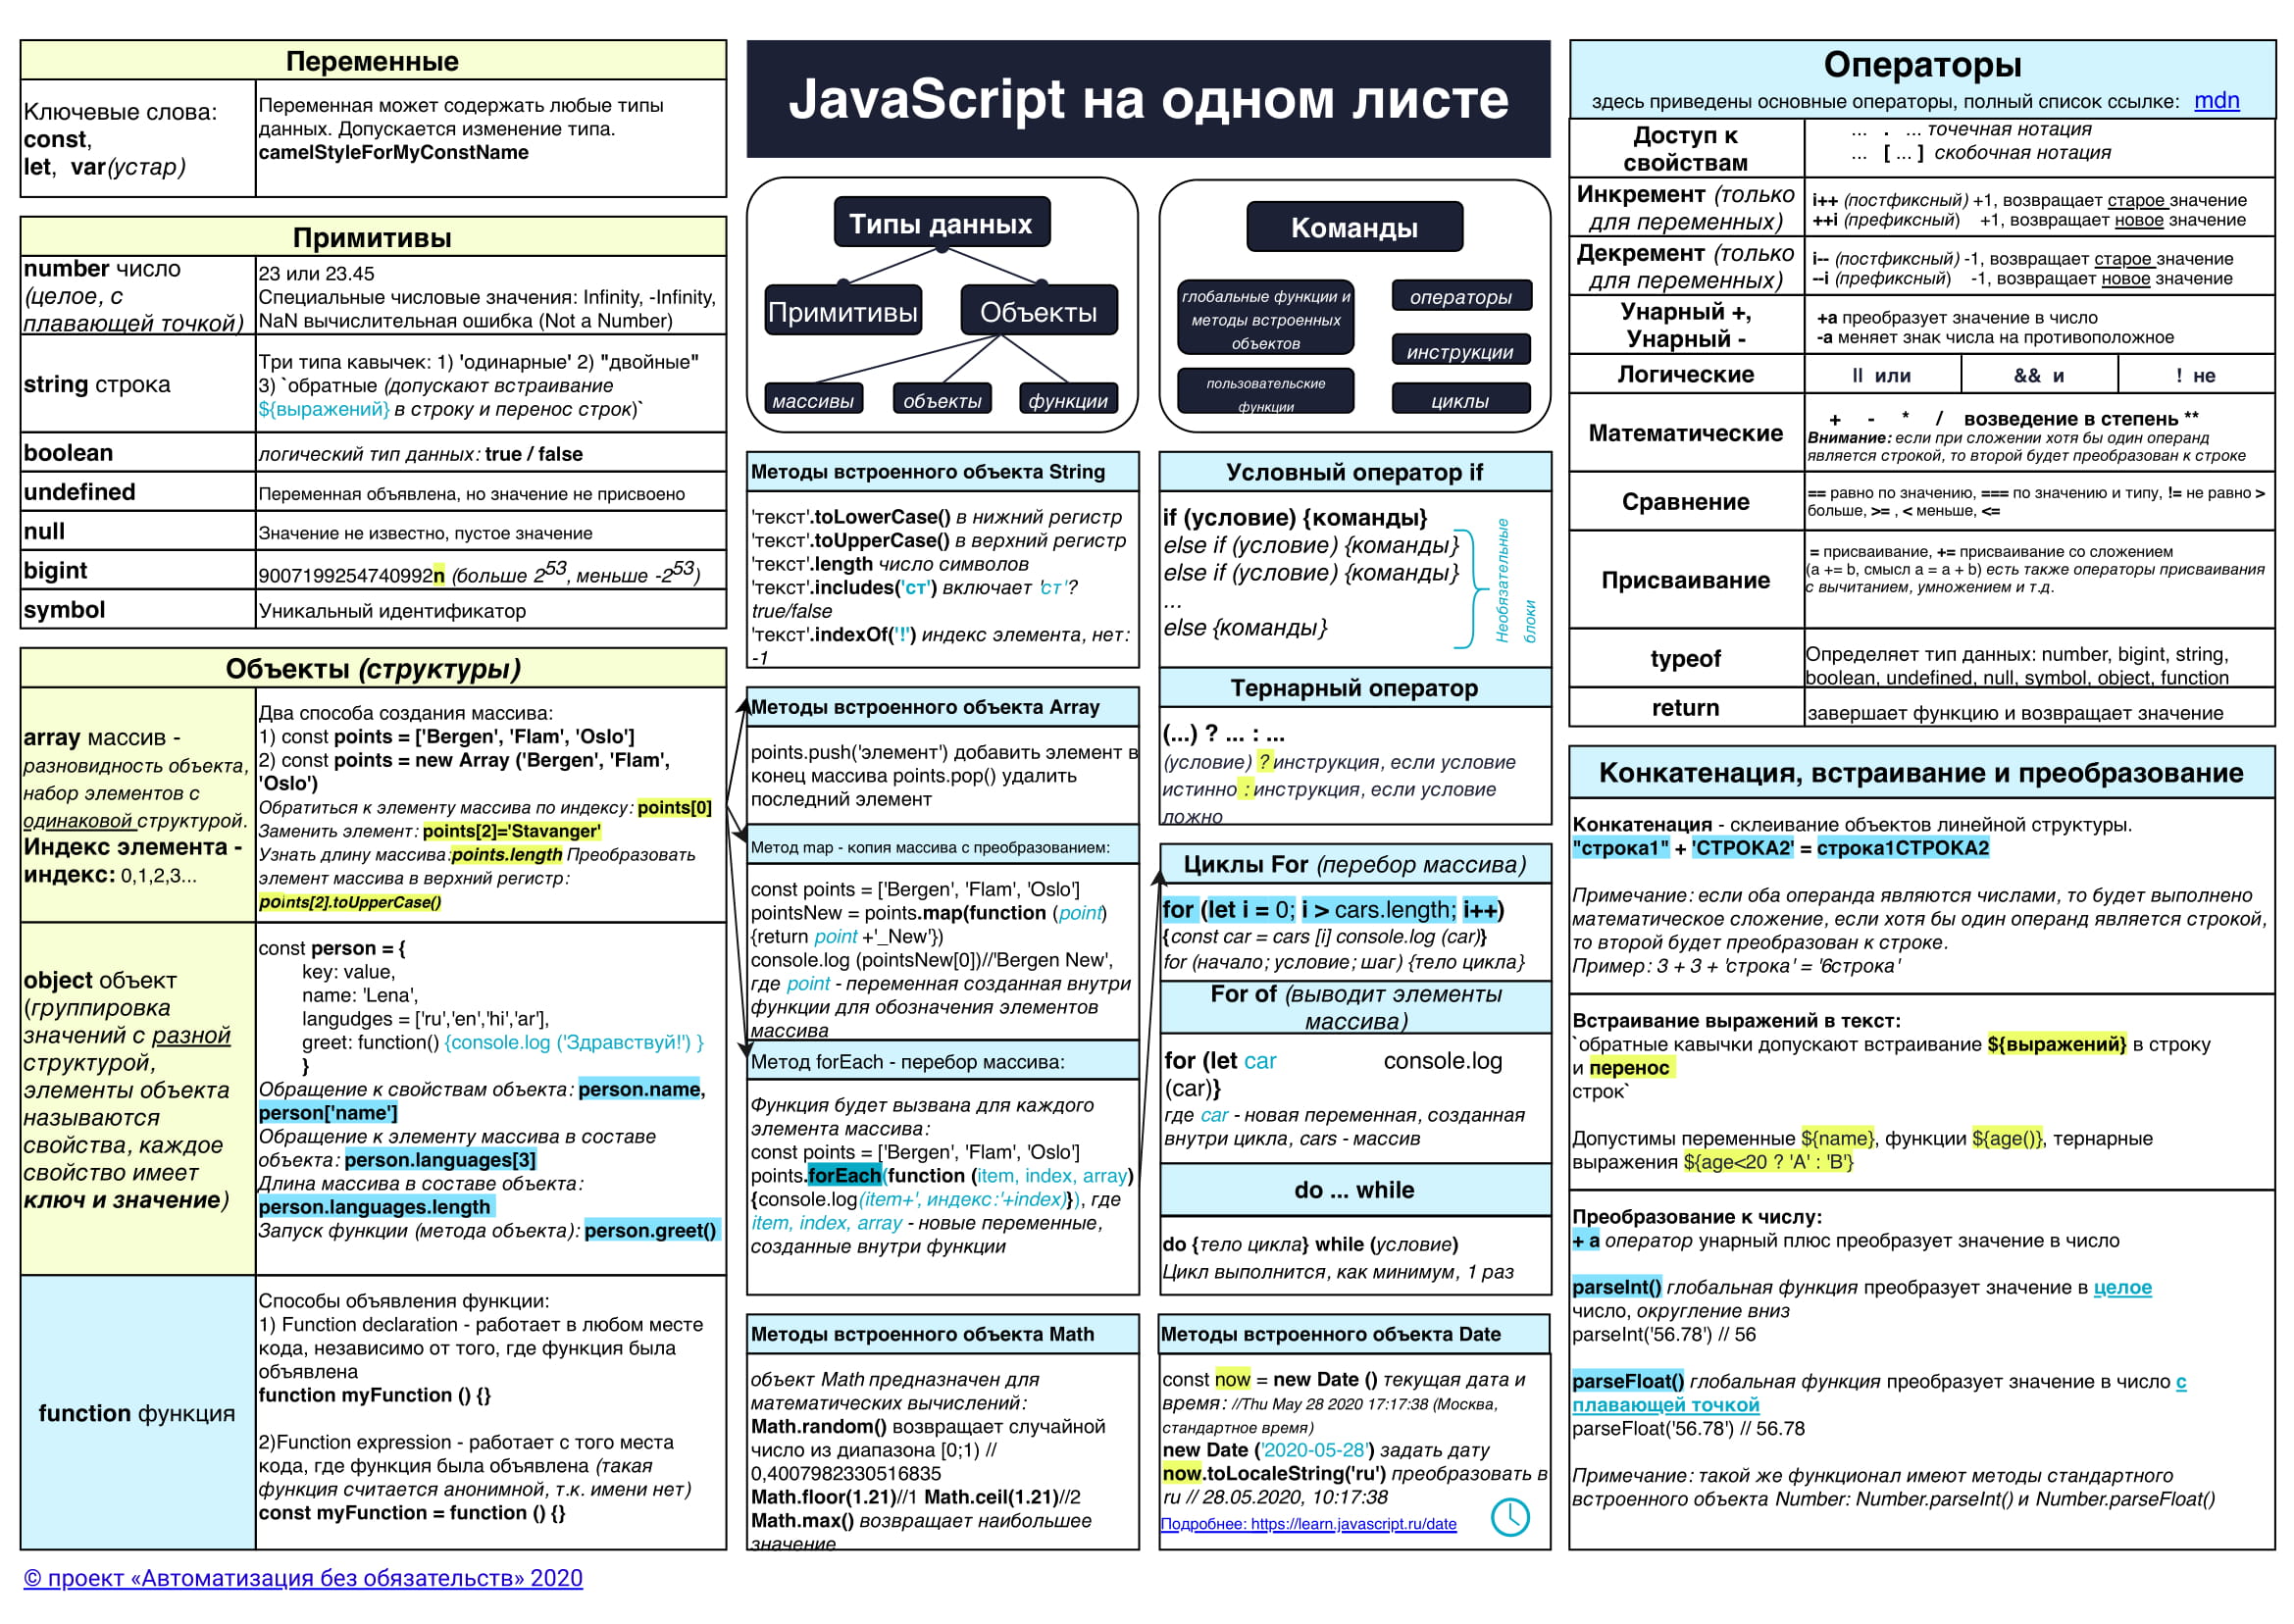 Переменные
Ключевые слова:
const,
let, var(устар)
Переменная может содержать любые типы
данных. Допускается изменение типа.
camelStyleForMyConstName
Примитивы
number число
(целое, с
плавающей точкой)
23 или 23.45
Специальные числовые значения: Infinity, -Infinity,
NaN вычислительная ошибка (Not a Number)
string строка
Три типа кавычек: 1) 'одинарные' 2) "двойные"
3) `обратные (допускают встраивание
${выражений} в строку и перенос строк)`
boolean
логический тип данных: true / false
undefined
Переменная объявлена, но значение не присвоено
null
Значение не известно, пустое значение
bigint
9007199254740992n (больше 2^53, меньше -2^53)
symbol
Уникальный идентификатор
Объекты (структуры)
array массив -
разновидность объекта,
набор элементов с
одинаковой структурой.
Индекс элемента -
индекс: 0,1,2,3...
Два способа создания массива:
1) const points = ['Bergen', 'Flam', 'Oslo']
2) const points = new Array ('Bergen', 'Flam',
'Oslo')
Обратиться к элементу массива по индексу: points[0]
Заменить элемент: points[2]='Stavanger'
Узнать длину массива:points.length Преобразовать
элемент массива в верхний регистр:
points[2].toUpperCase()
object объект
(группировка
значений с разной
структурой,
элементы объекта
называются
свойства, каждое
свойство имеет
ключ и значение)
const person = {
key: value,
name: 'Lena',
langudges = ['ru','en','hi','ar'],
greet: function() {console.log ('Здравствуй!') }
}
Обращение к свойствам объекта: person.name,
person['name']
Обращение к элементу массива в составе
объекта: person.languages[3]
Длина массива в составе объекта:
person.languages.length
Запуск функции (метода объекта): person.greet()
function функция
Способы объявления функции:
1) Function declaration - работает в любом месте
кода, независимо от того, где функция была
объявлена
function myFunction () {}
2)Function expression - работает с того места
кода, где функция была объявлена (такая
функция считается анонимной, т.к. имени нет)
const myFunction = function () {}
© проект «Автоматизация без обязательств» 2020
JavaScript на одном листе
Типы данных
Примитивы
Объекты
массивы
объекты
функции
Команды
глобальные функции и
методы встроенных
объектов
пользовательские
функции
операторы
инструкции
циклы
Методы встроенного объекта String
'текст'.toLowerCase() в нижний регистр
'текст'.toUpperCase() в верхний регистр
'текст'.length число символов
'текст'.includes('ст') включает 'ст'?
true/false
'текст'.indexOf('!') индекс элемента, нет:
-1
Методы встроенного объекта Array
points.push('элемент') добавить элемент в
конец массива points.pop() удалить
последний элемент
Метод map - копия массива с преобразованием:
const points = ['Bergen', 'Flam', 'Oslo']
pointsNew = points.map(function (point)
{return point +'_New'})
console.log (pointsNew[0])//'Bergen New',
где point - переменная созданная внутри
функции для обозначения элементов
массива
Метод forEach - перебор массива:
Функция будет вызвана для каждого
элемента массива:
const points = ['Bergen', 'Flam', 'Oslo']
points.forEach(function (item, index, array)
{console.log(item+', индекс:'+index)}), где
item, index, array - новые переменные,
созданные внутри функции
Методы встроенного объекта Math
объект Math предназначен для
математических вычислений:
Math.random() возвращает случайной
число из диапазона [0;1) //
0,4007982330516835
Math.floor(1.21)//1 Math.ceil(1.21)//2
Math.max() возвращает наибольшее
значение
Условный оператор if
if (условие) {команды}
else if (условие) {команды}
else if (условие) {команды}
...
else {команды}
Необязательные
блоки
Тернарный оператор
(...) ? ... : ...
(условие) ? инструкция, если условие
истинно : инструкция, если условие
ложно
Циклы For (перебор массива)
for (let i = 0; i > cars.length; i++)
{const car = cars [i] console.log (car)}
for (начало; условие; шаг) {тело цикла}
For of (выводит элементы
массива)
for (let car console.log
(car)}
где car - новая переменная, созданная
внутри цикла, cars - массив
do ... while
do {тело цикла} while (условие)
Цикл выполнится, как минимум, 1 раз
Методы встроенного объекта Date
const now = new Date () текущая дата и
время: //Thu May 28 2020 17:17:38 (Москва,
стандартное время)
new Date ('2020-05-28') задать дату
now.toLocaleString('ru') преобразовать в
ru // 28.05.2020, 10:17:38
Подробнее: https://learn.javascript.ru/date
Операторы
здесь приведены основные операторы, полный список ссылке: mdn
Доступ к
свойствам
... . ... точечная нотация
... [ ... ] скобочная нотация
Инкремент (только
для переменных)
i++ (постфиксный) +1, возвращает старое значение
++i (префиксный) +1, возвращает новое значение
Декремент (только
для переменных)
i-- (постфиксный) -1, возвращает старое значение
--i (префиксный) -1, возвращает новое значение
Унарный +,
Унарный -
+a преобразует значение в число
-a меняет знак числа на противоположное
Логические
|| или
&& и
! не
Математические
+ - * / возведение в степень **
Внимание: если при сложении хотя бы один операнд
является строкой, то второй будет преобразован к строке
Сравнение
== равно по значению, === по значению и типу, != не равно >
больше, >= , < меньше, <=
Присваивание
= присваивание, += присваивание со сложением
(a += b, смысл a = a + b) есть также операторы присваивания
с вычитанием, умножением и т.д.
typeof
Определяет тип данных: number, bigint, string,
boolean, undefined, null, symbol, object, function
return
завершает функцию и возвращает значение
Конкатенация, встраивание и преобразование
Конкатенация - склеивание объектов линейной структуры.
"строка1" + 'СТРОКА2' = строка1СТРОКА2
Примечание: если оба операнда являются числами, то будет выполнено
математическое сложение, если хотя бы один операнд является строкой,
то второй будет преобразован к строке.
Пример: 3 + 3 + 'строка' = '6строка'
Встраивание выражений в текст:
`обратные кавычки допускают встраивание ${выражений} в строку
и перенос
строк`
Допустимы переменные ${name}, функции ${age()}, тернарные
выражения ${age<20 ? 'A' : 'B'}
Преобразование к числу:
+ a оператор унарный плюс преобразует значение в число
parseInt() глобальная функция преобразует значение в целое
число, округление вниз
parseInt('56.78') // 56
parseFloat() глобальная функция преобразует значение в число с
плавающей точкой
parseFloat('56.78') // 56.78
Примечание: такой же функционал имеют методы стандартного
встроенного объекта Number: Number.parseInt() и Number.parseFloat()